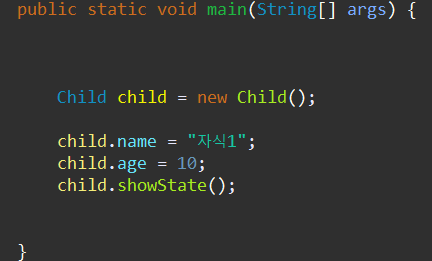 public static void main(String[] args) {
Child child = new Child();
child.name = "자식1";
child.age = 10;
child.showState();
}